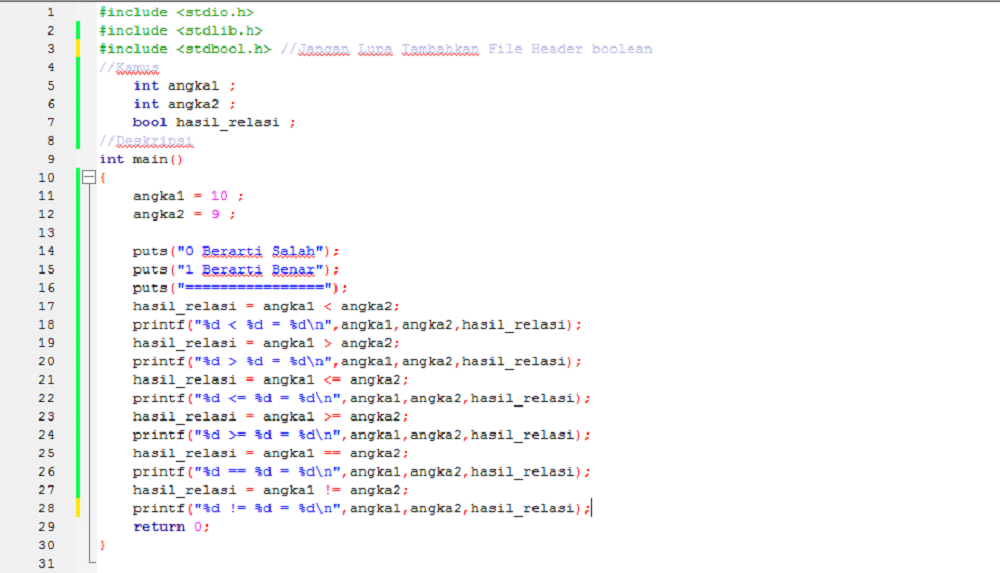 1 #include <stdio.h>
2 #include <stdlib.h>
3 #include <stdbool.h> //Jangan Lupa Tambahkan File Header boolean
4 //Kamus
5 int angka1 ;
6 int angka2 ;
7 bool hasil_relasi ;
8 //Deskripsi
9 int main()
10 {
11 angka1 = 10 ;
12 angka2 = 9 ;
13
14 puts("0 Berarti Salah");
15 puts("1 Berarti Benar");
16 puts("================");
17 hasil_relasi = angka1 < angka2;
18 printf("%d < %d = %d\n",angka1,angka2,hasil_relasi);
19 hasil_relasi = angka1 > angka2;
20 printf("%d > %d = %d\n",angka1,angka2,hasil_relasi);
21 hasil_relasi = angka1 <= angka2;
22 printf("%d <= %d = %d\n",angka1,angka2,hasil_relasi);
23 hasil_relasi = angka1 >= angka2;
24 printf("%d >= %d = %d\n",angka1,angka2,hasil_relasi);
25 hasil_relasi = angka1 == angka2;
26 printf("%d == %d = %d\n",angka1,angka2,hasil_relasi);
27 hasil_relasi = angka1 != angka2;
28 printf("%d != %d = %d\n",angka1,angka2,hasil_relasi);
29 return 0;
30 }
31